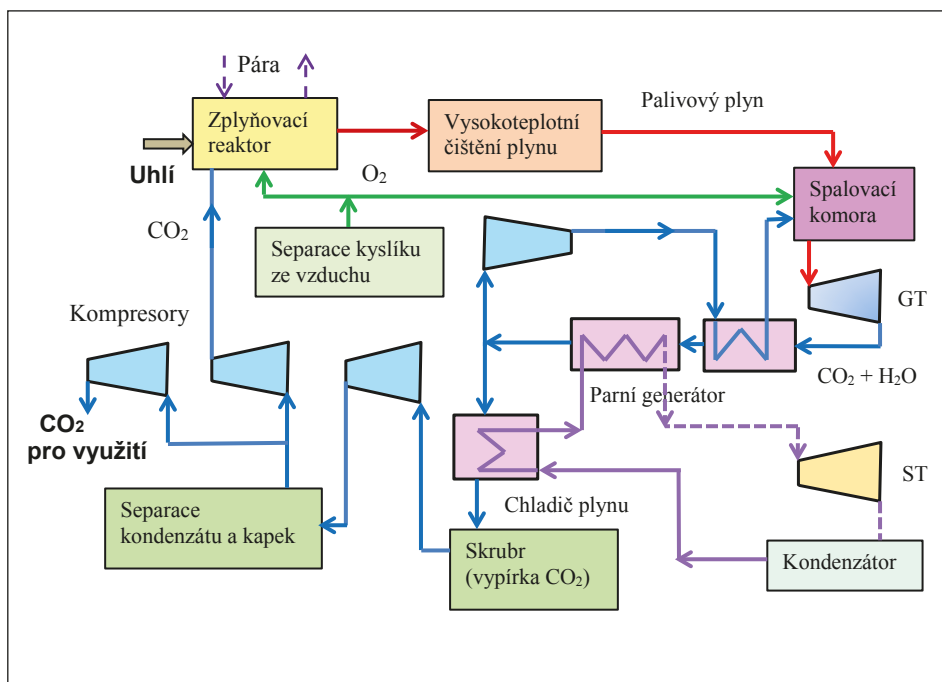 Pára
Zplyňovací
reaktor
Vysokoteplotní
čištění plynu
Palivový plyn
Uhlí
O₂
Spalovací
komora
CO₂
Separace kyslíku
ze vzduchu
GT
Kompresory
CO₂ + H₂O
Parní generátor
CO₂
pro využití
ST
Separace
kondenzátu a kapek
Chladič plynu
Skrubr
(vypírka CO₂)
Kondenzátor